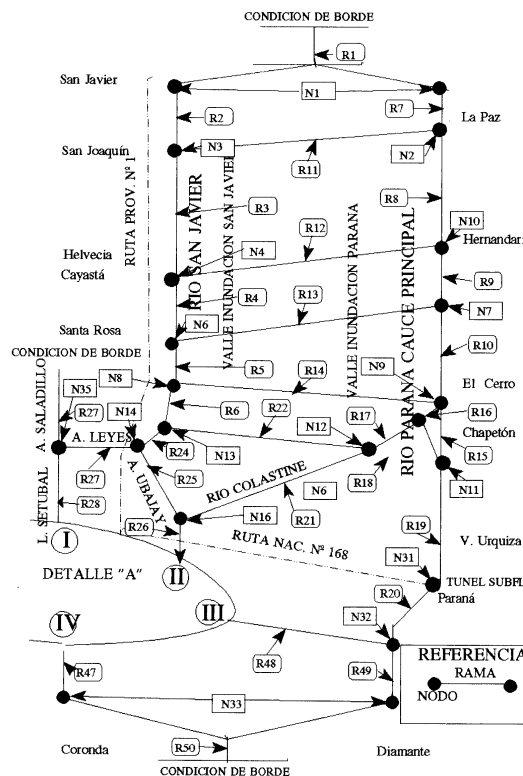 CONDICION DE BORDE
R1
San Javier
N1
R2
R7
La Paz
San Joaquín
N3
N2
R11
RUTA PROV. Nº 1
RIO SAN JAVIER
VALLE INUNDACION SAN JAVIER
VALLE INUNDACION PARANA
RIO PARANA CAUCE PRINCIPAL
R8
R3
R12
N10
Hernandari
Helvecia
Cayastá
N4
R9
R4
R13
N7
Santa Rosa
N6
R10
CONDICION DE BORDE
R5
N9
N8
R14
El Cerro
N35
R27
N14
R6
R22
R17
R16
A. SALADILLO
A. LEYES
N12
Chapetón
R24
N13
R15
R27
R25
R18
N11
RIO COLASTINE
N6
L. SETUBAL
R28
A. UBAJAY
R26
N16
R21
R19
V. Urquiza
I
RUTA NAC. Nº 168
N31
DETALLE "A"
II
TUNEL SUBFL
Paraná
R20
IV
III
N32
R48
REFERENCIA
RAMA
NODO
R47
R49
N33
Coronda
R50
Diamante
CONDICION DE BORDE